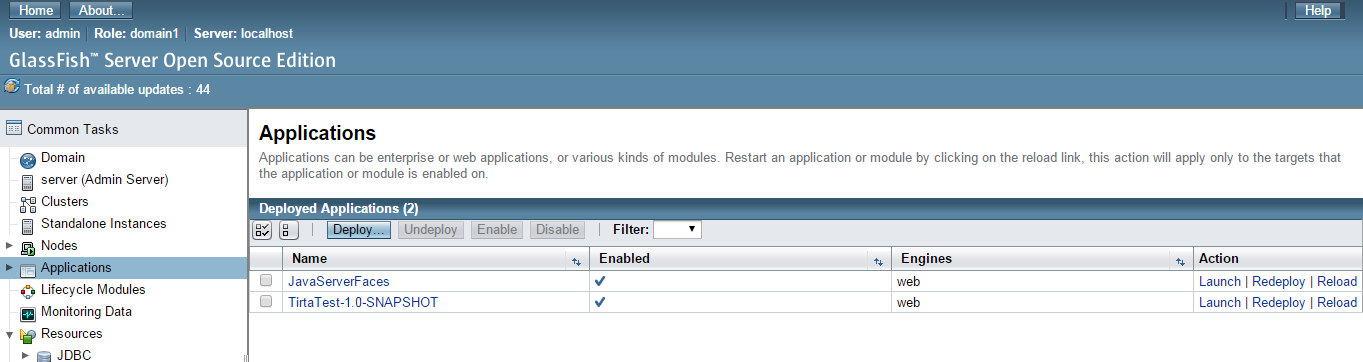 Home About... Help
User: admin Role: domain1 Server: localhost
GlassFish™ Server Open Source Edition
Total # of available updates : 44
Common Tasks
Domain
server (Admin Server)
Clusters
Standalone Instances
Nodes
Applications
Lifecycle Modules
Monitoring Data
Resources
JDBC
Applications
Applications can be enterprise or web applications, or various kinds of modules. Restart an application or module by clicking on the reload link, this action will apply only to the targets that
the application or module is enabled on.
Deployed Applications (2)
Deploy... Undeploy Enable Disable Filter:
Name Enabled Engines Action
JavaServerFaces web Launch | Redeploy | Reload
TirtaTest-1.0-SNAPSHOT web Launch | Redeploy | Reload